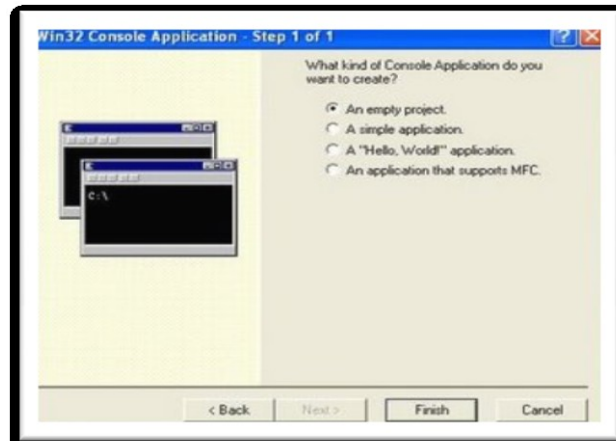 Win32 Console Application - Step 1 of 1
What kind of Console Application do you
want to create?
An empty project.
A simple application.
A "Hello, World!" application.
An application that supports MFC.
C:\
< Back
Next >
Finish
Cancel